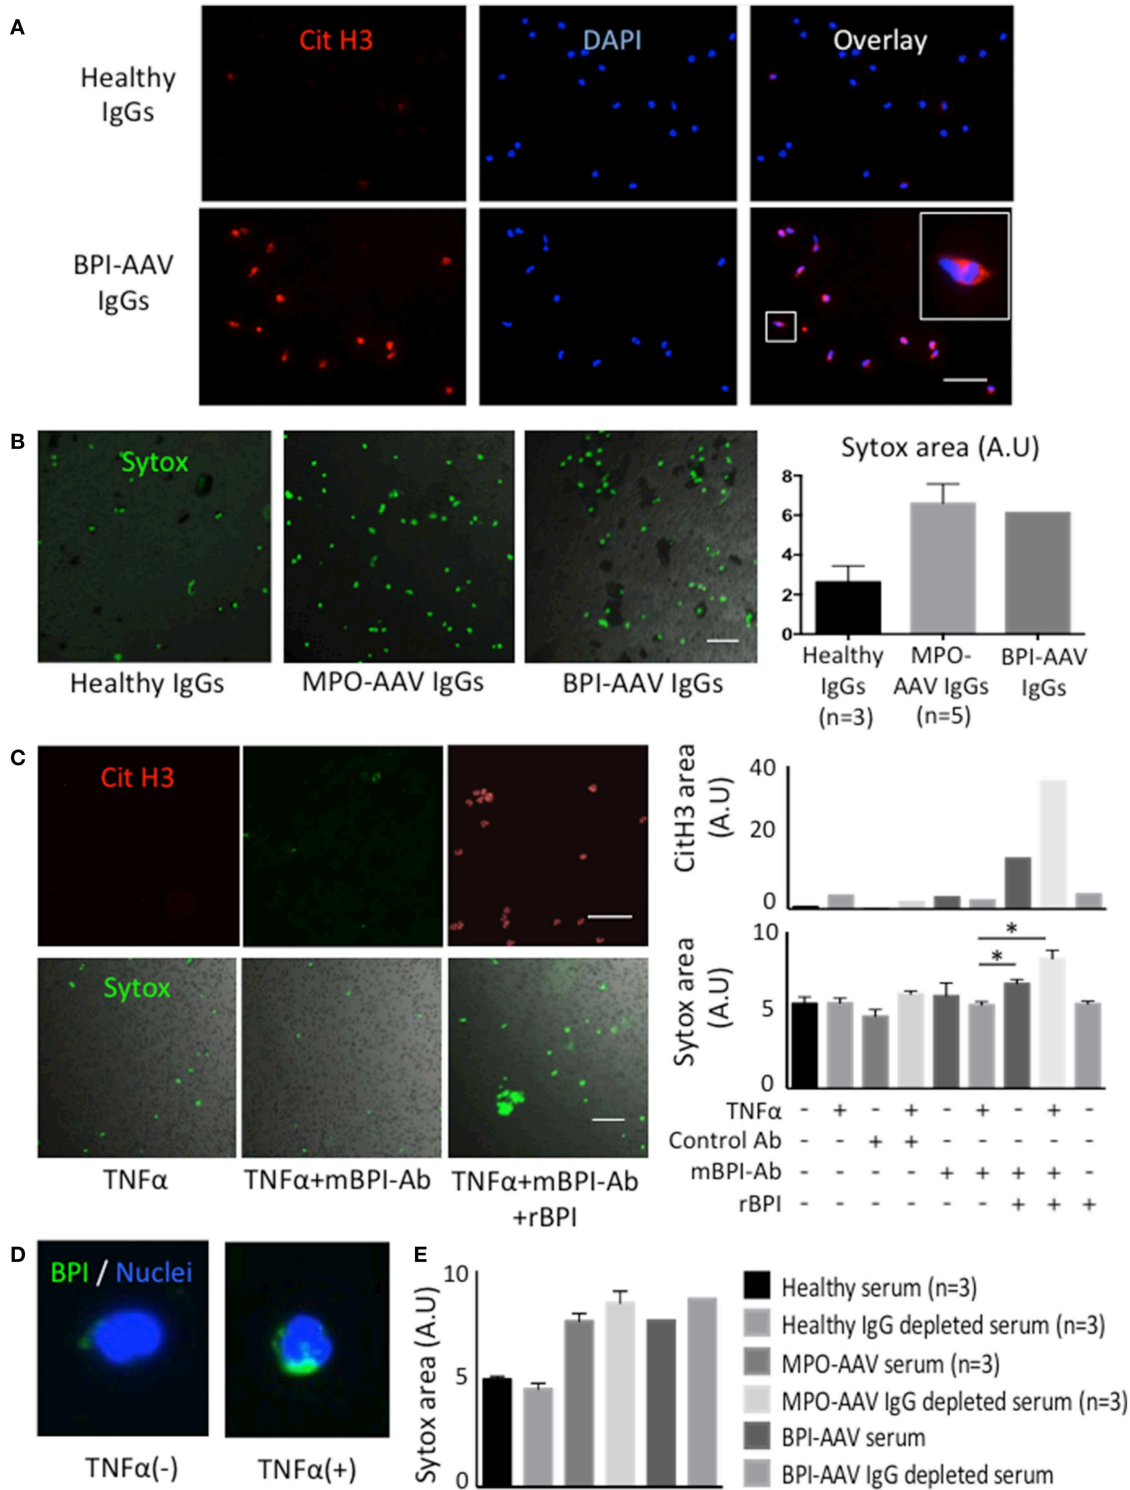 A
Cit H3
DAPI
Overlay
Healthy
IgGs
BPI-AAV
IgGs
B
Sytox
Healthy IgGs
MPO-AAV IgGs
BPI-AAV IgGs
Sytox area (A.U)
8
6
4
2
0
Healthy
IgGs
(n=3)
MPO-
AAV IgGs
(n=5)
BPI-AAV
IgGs
C
Cit H3
Sytox
TNFα
TNFα+mBPI-Ab
TNFα+mBPI-Ab
+rBPI
CitH3 area
(A.U)
40
20
0
Sytox area
(A.U)
10
5
0
*
*
TNFα - + - + - + - + -
Control Ab - - + + - - - - -
mBPI-Ab - - - - + + + + -
rBPI - - - - - - + + +
D
BPI / Nuclei
TNFα(-)
TNFα(+)
E
Sytox area (A.U)
10
5
0
Healthy serum (n=3)
Healthy IgG depleted serum (n=3)
MPO-AAV serum (n=3)
MPO-AAV IgG depleted serum (n=3)
BPI-AAV serum
BPI-AAV IgG depleted serum